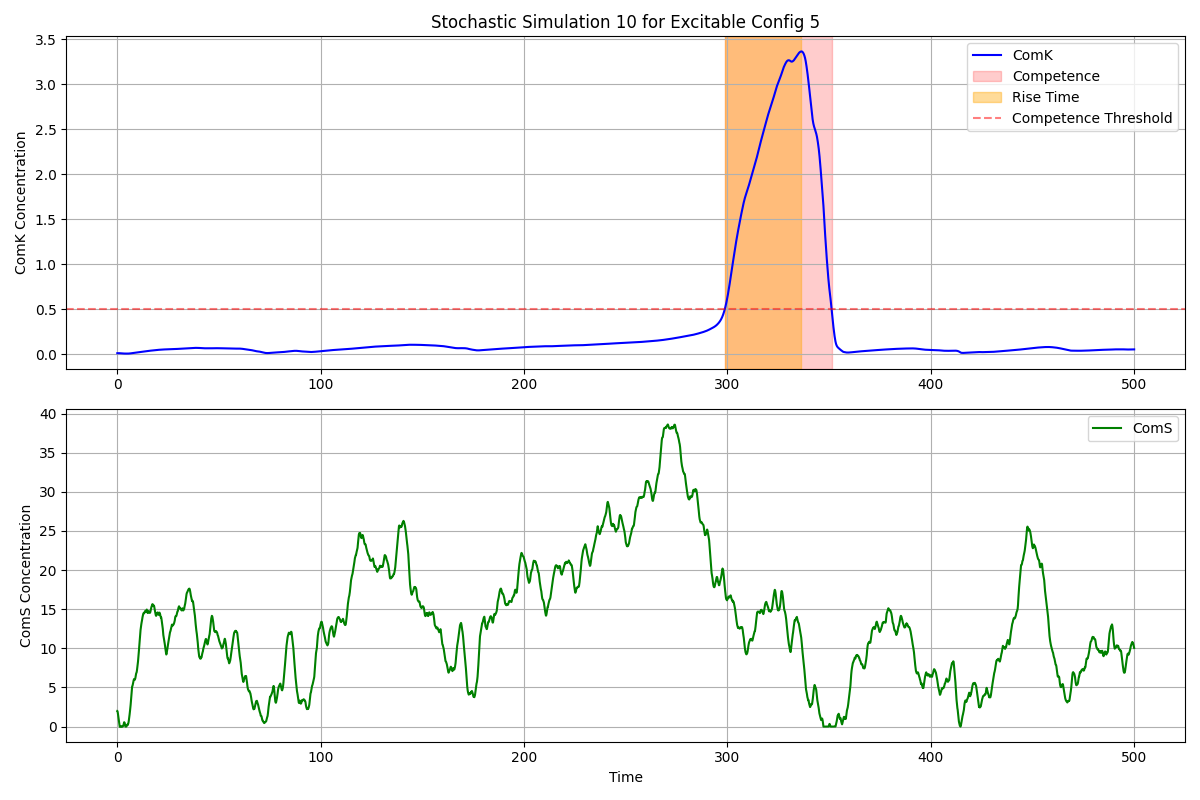 Stochastic Simulation 10 for Excitable Config 5
ComK Concentration
3.5
3.0
2.5
2.0
1.5
1.0
0.5
0.0
ComK
Competence
Rise Time
Competence Threshold
0 100 200 300 400 500
ComS Concentration
40
35
30
25
20
15
10
5
0
ComS
0 100 200 300 400 500
Time